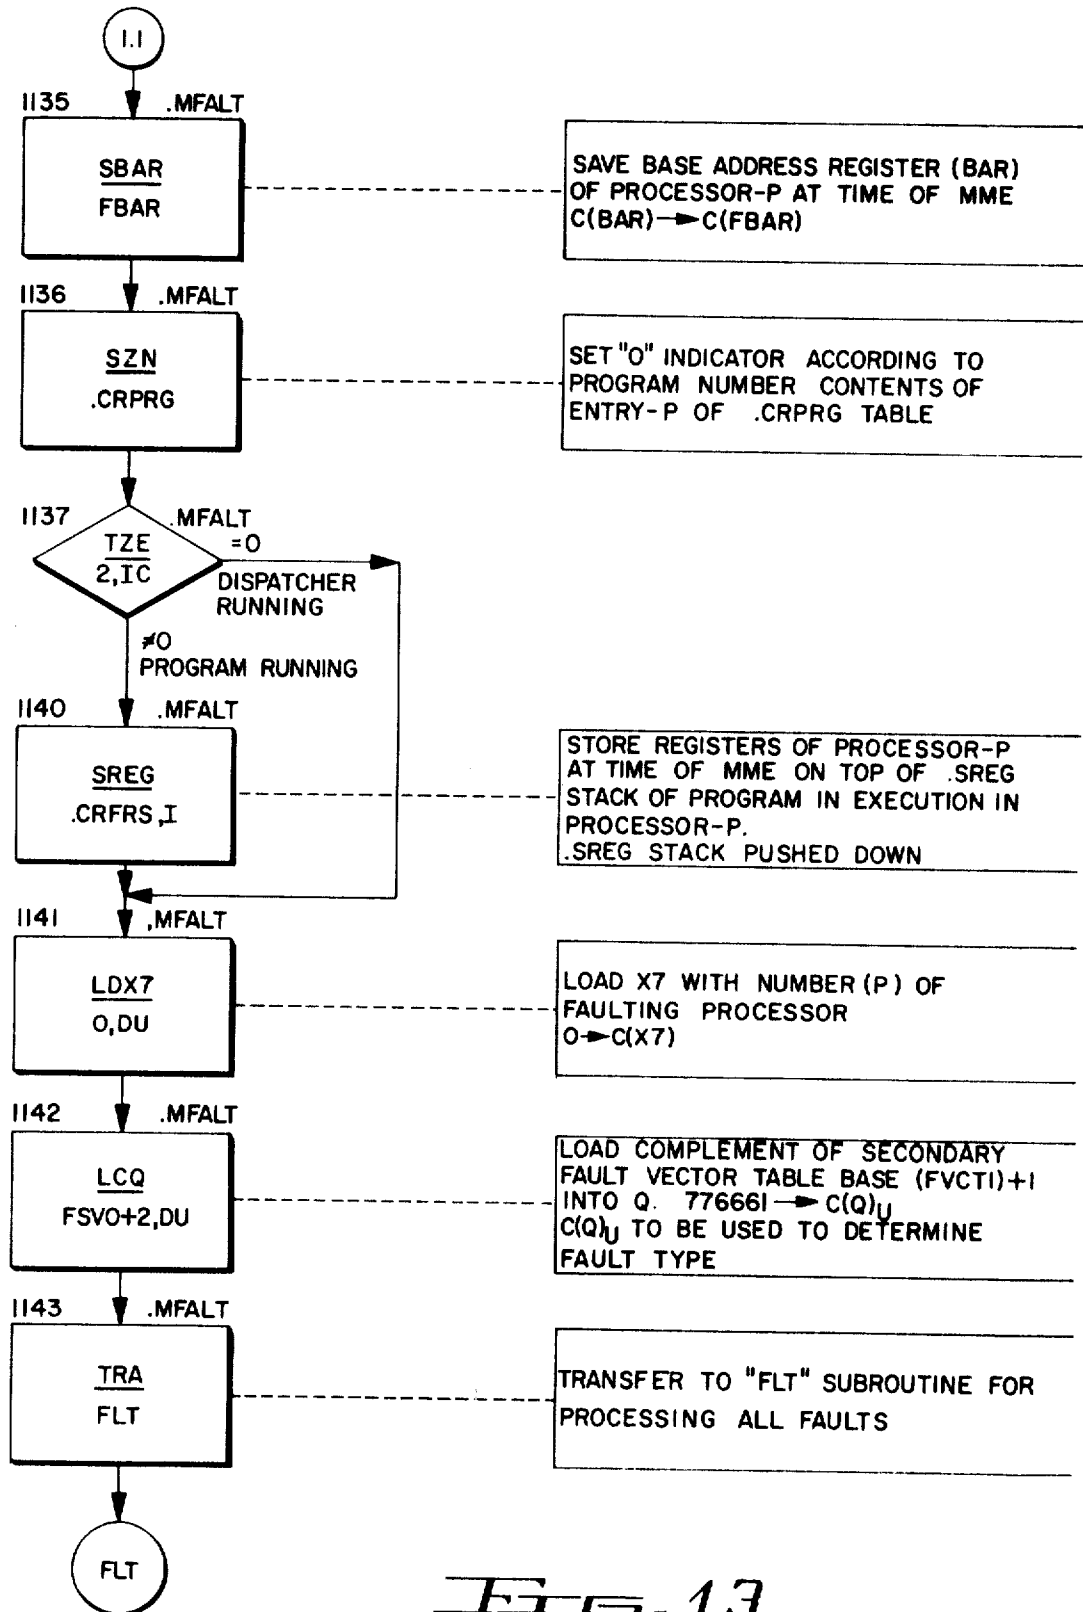 1.1
1135 .MFALT
SBAR
FBAR
SAVE BASE ADDRESS REGISTER (BAR)
OF PROCESSOR-P AT TIME OF MME
C(BAR)→C(FBAR)
1136 .MFALT
SZN
.CRPRG
SET "0" INDICATOR ACCORDING TO
PROGRAM NUMBER CONTENTS OF
ENTRY-P OF .CRPRG TABLE
1137 .MFALT
TZE
2,IC
=0
DISPATCHER
RUNNING
≠0
PROGRAM RUNNING
1140 .MFALT
SREG
.CRFRS,I
STORE REGISTERS OF PROCESSOR-P
AT TIME OF MME ON TOP OF .SREG
STACK OF PROGRAM IN EXECUTION IN
PROCESSOR-P.
.SREG STACK PUSHED DOWN
1141 ,MFALT
LDX7
0,DU
LOAD X7 WITH NUMBER (P) OF
FAULTING PROCESSOR
0→C(X7)
1142 .MFALT
LCQ
FSVO+2,DU
LOAD COMPLEMENT OF SECONDARY
FAULT VECTOR TABLE BASE (FVCT1)+1
INTO Q. 776661→C(Q)U
C(Q)U TO BE USED TO DETERMINE
FAULT TYPE
1143 .MFALT
TRA
FLT
TRANSFER TO "FLT" SUBROUTINE FOR
PROCESSING ALL FAULTS
FLT
FIG-13